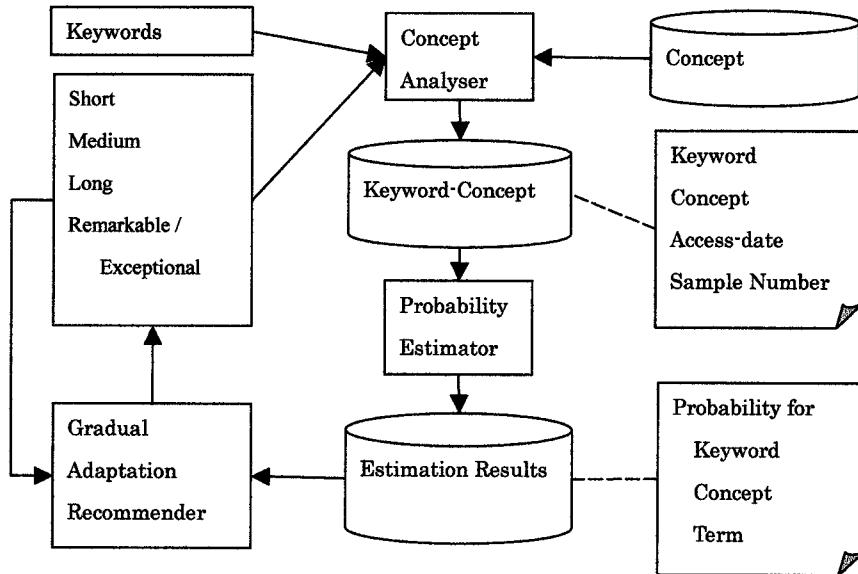 Keywords
Concept
Analyser
Concept
Short
Medium
Long
Remarkable /
Exceptional
Keyword-Concept
Keyword
Concept
Access-date
Sample Number
Probability
Estimator
Gradual
Adaptation
Recommender
Estimation Results
Probability for
Keyword
Concept
Term